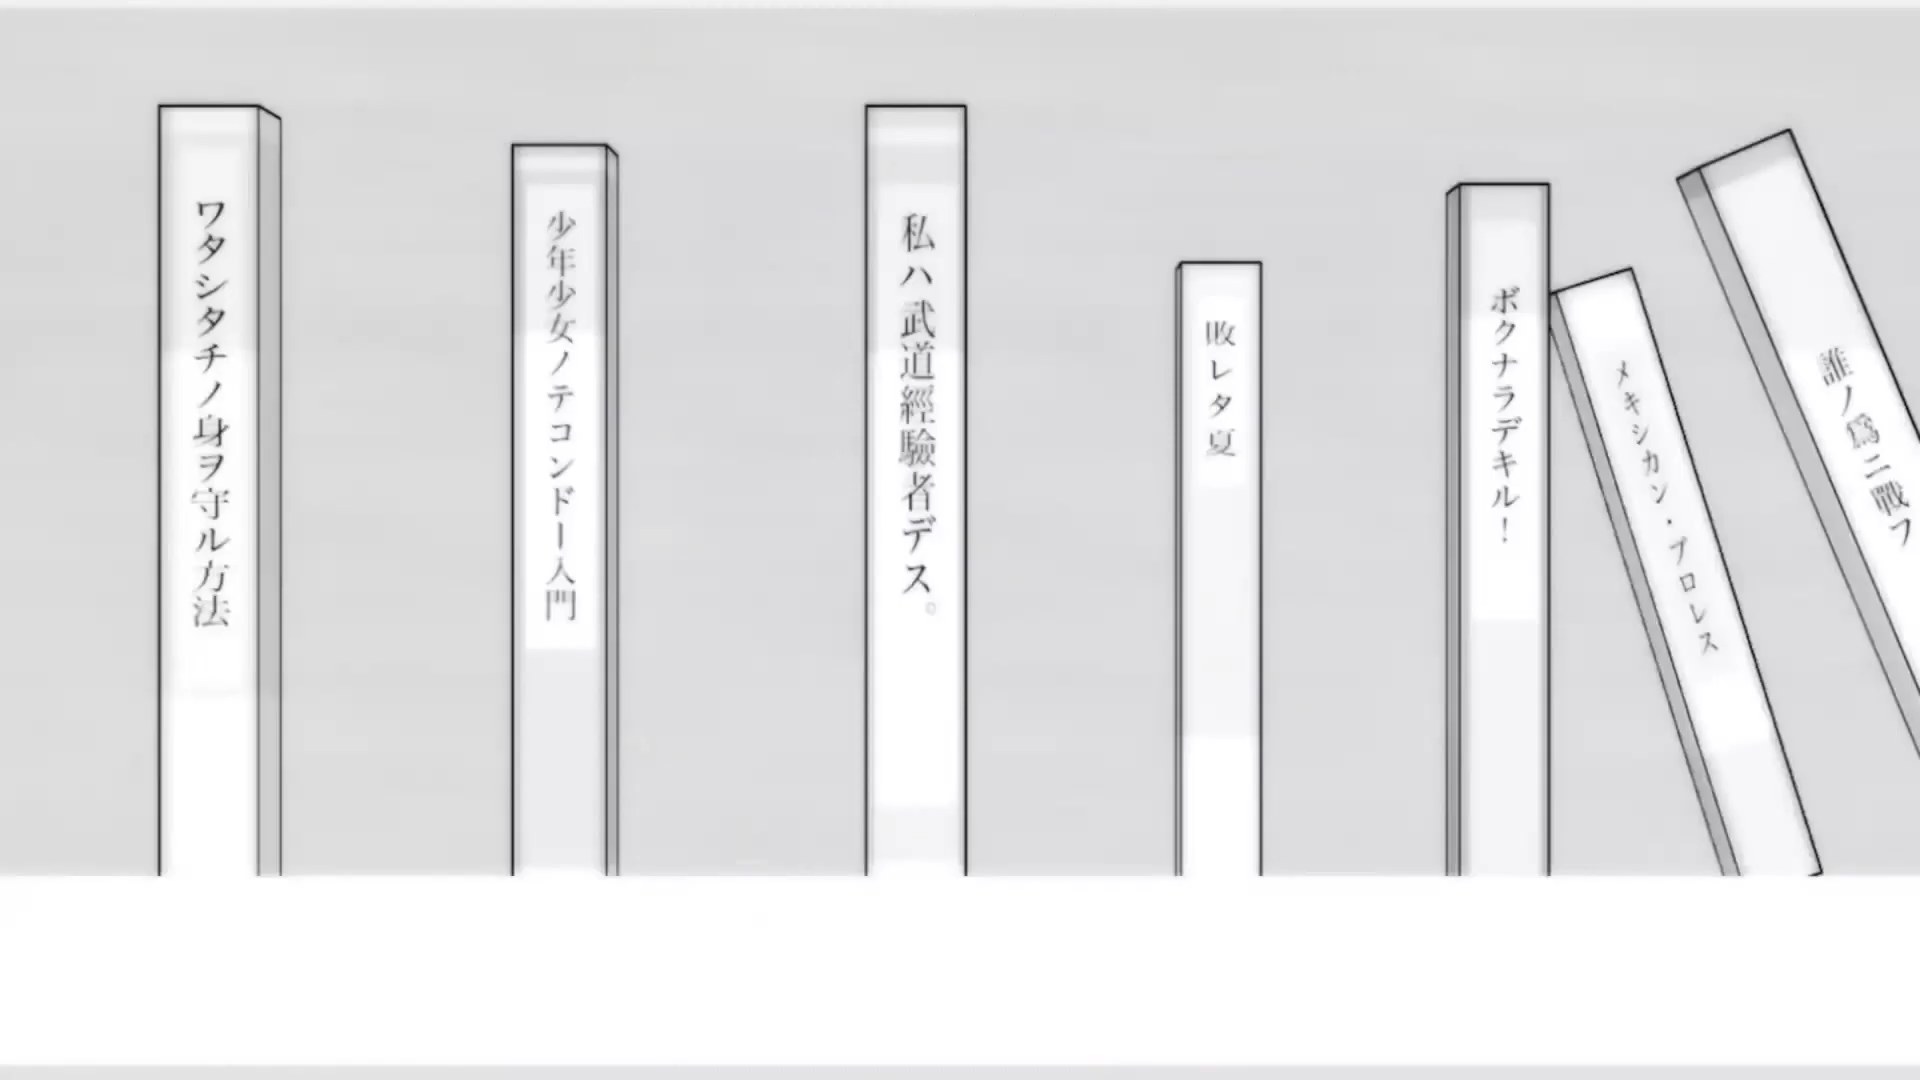 ワタシタチノ身ヲ守ル方法
少年少女ノテコンドー入門
私ハ武道經驗者デス。
敗レタ夏
ボクナラデキル！
メキシカン・プロレス
誰ノ爲ニ戰フ